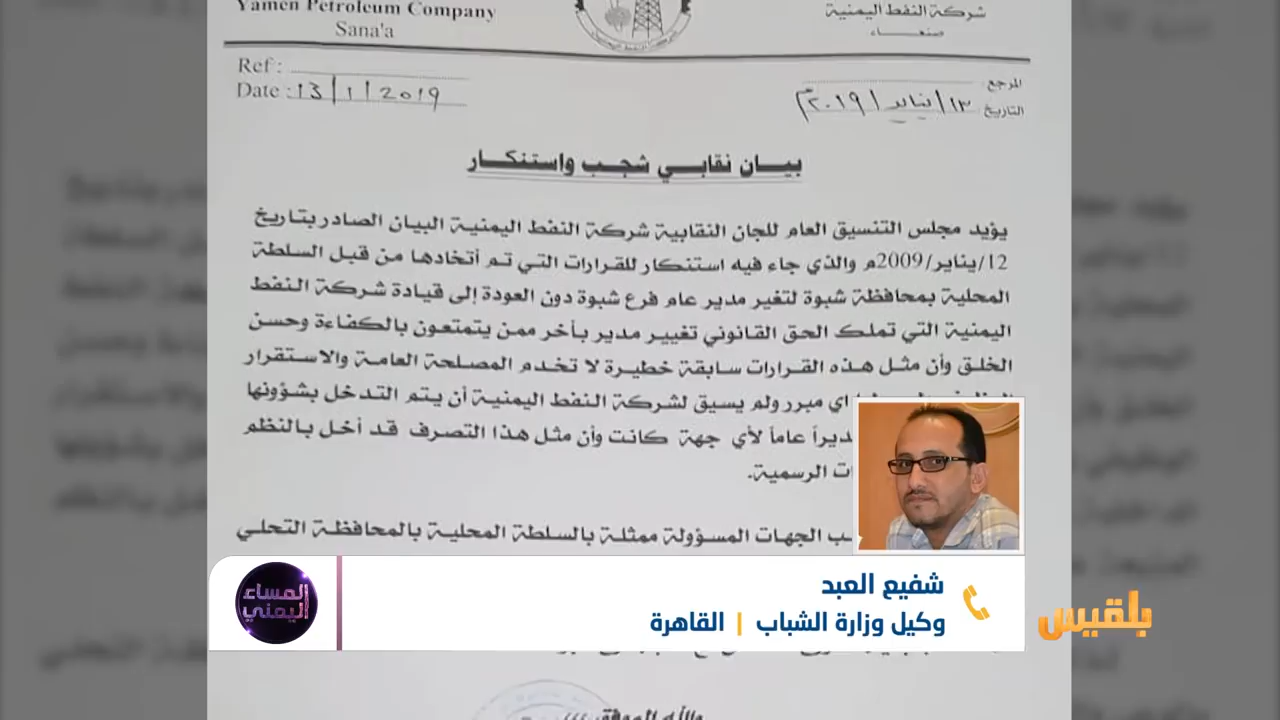 Yamen Petroleum Company
Sana'a
شركة النفط اليمنية
صنعاء
Ref :
Date : 13/1/2019
المرجع :
التاريخ ١٣/يناير/٢٠١٩م
بيان نقابي شجب واستنكار
يؤيد مجلس التنسيق العام للجان النقابية شركة النفط اليمنية البيان الصادر بتاريخ
12/يناير/2009م والذي جاء فيه استنكار للقرارات التي تم أتخادها من قبل السلطة
المحلية بمحافظة شبوة لتغير مدير عام فرع شبوة دون العودة إلى قيادة شركة النفط
اليمنية التي تملك الحق القانوني تغيير مدير بأخر ممن يتمتعون بالكفاءة وحسن
الخلق وأن مثل هذه القرارات سابقة خطيرة لا تخدم المصلحة العامة والاستقرار
اي مبرر ولم يسبق لشركة النفط اليمنية أن يتم التدخل بشؤونها
ديراً عاماً لأي جهة كانت وأن مثل هذا التصرف قد أخل بالنظم
ات الرسمية.
ب الجهات المسؤولة ممثلة بالسلطة المحلية بالمحافظة التحلي
شفيع العبد
وكيل وزارة الشباب | القاهرة
المساء
اليمني
بلقيس
والله الموفق